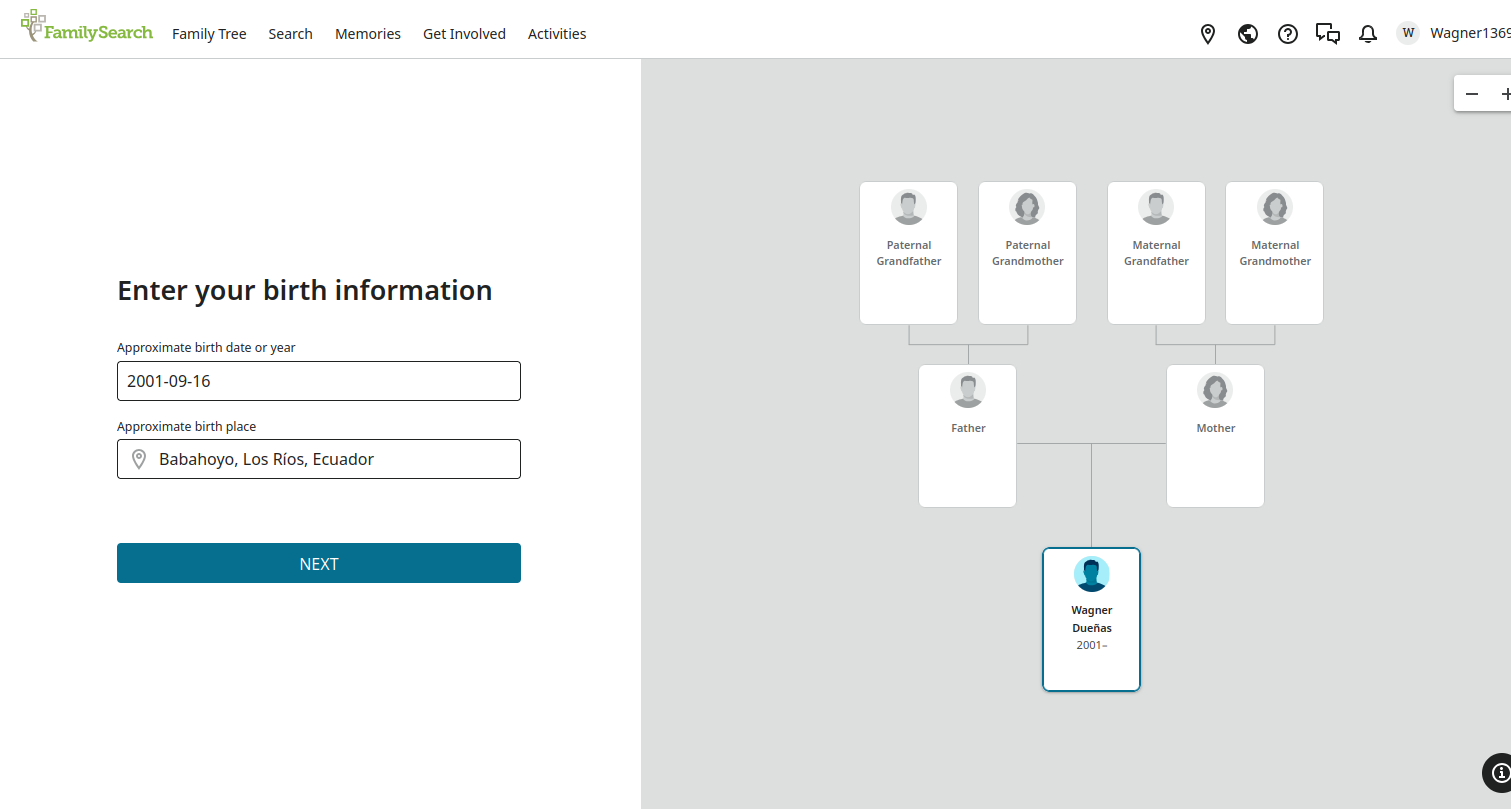 FamilySearch
Family Tree
Search
Memories
Get Involved
Activities
W
Wagner1369
Enter your birth information
Approximate birth date or year
2001-09-16
Approximate birth place
Babahoyo, Los Ríos, Ecuador
NEXT
Paternal
Grandfather
Paternal
Grandmother
Maternal
Grandfather
Maternal
Grandmother
Father
Mother
Wagner
Dueñas
2001–